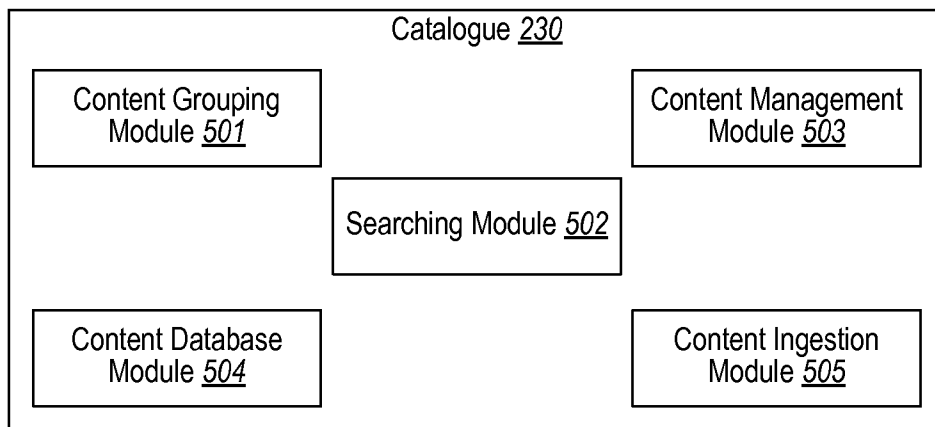 Catalogue 230
Content Grouping
Module 501
Content Management
Module 503
Searching Module 502
Content Database
Module 504
Content Ingestion
Module 505